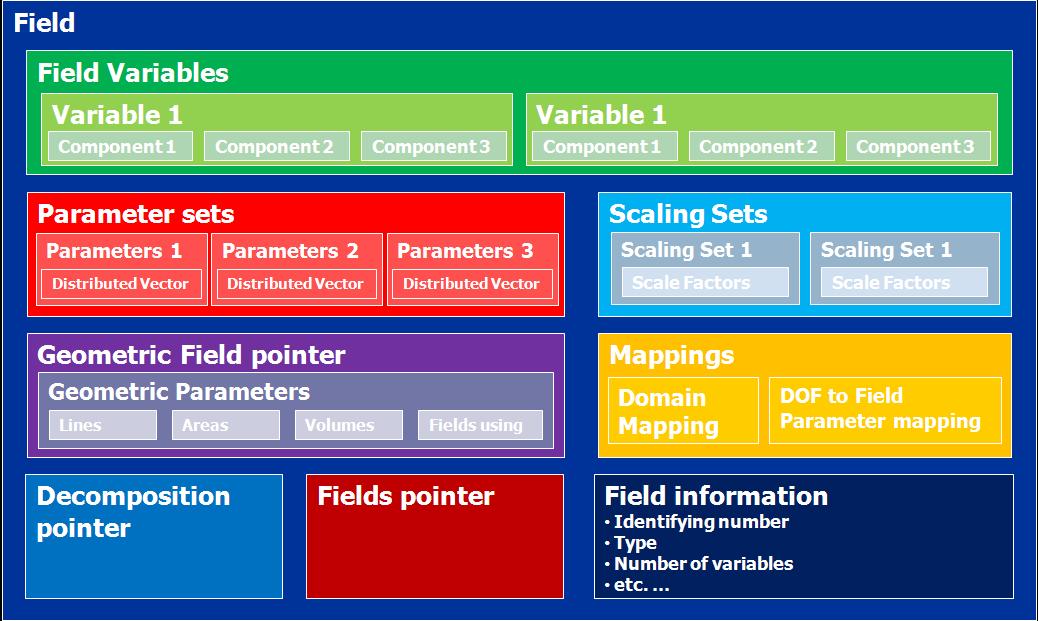 Field
Field Variables
Variable 1
Component 1
Component 2
Component 3
Variable 1
Component 1
Component 2
Component 3
Parameter sets
Parameters 1
Distributed Vector
Parameters 2
Distributed Vector
Parameters 3
Distributed Vector
Scaling Sets
Scaling Set 1
Scale Factors
Scaling Set 1
Scale Factors
Geometric Field pointer
Geometric Parameters
Lines
Areas
Volumes
Fields using
Mappings
Domain
Mapping
DOF to Field
Parameter mapping
Decomposition
pointer
Fields pointer
Field information
• Identifying number
• Type
• Number of variables
• etc. ...